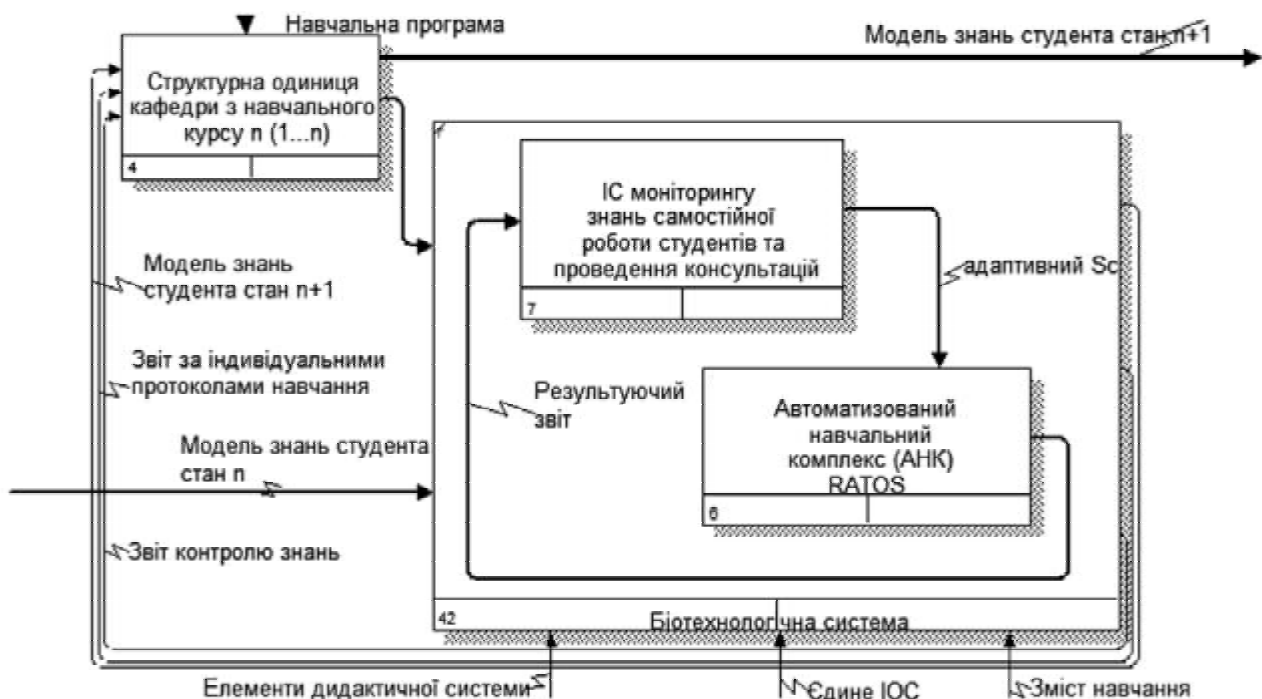 Навчальна програма
Модель знань студента стан n+1
Структурна одиниця
кафедри з навчального
курсу n (1...n)
4
ІС моніторингу
знань самостійної
роботи студентів та
проведення консультацій
7
адаптивний Sc
Модель знань
студента стан n+1
Звіт за індивідуальними
протоколами навчання
Результуючий
звіт
Автоматизований
навчальний
комплекс (АНК)
RATOS
6
Модель знань студента
стан n
Звіт контролю знань
42
Біотехнологічна система
Елементи дидактичної системи
Єдине ІОС
Зміст навчання